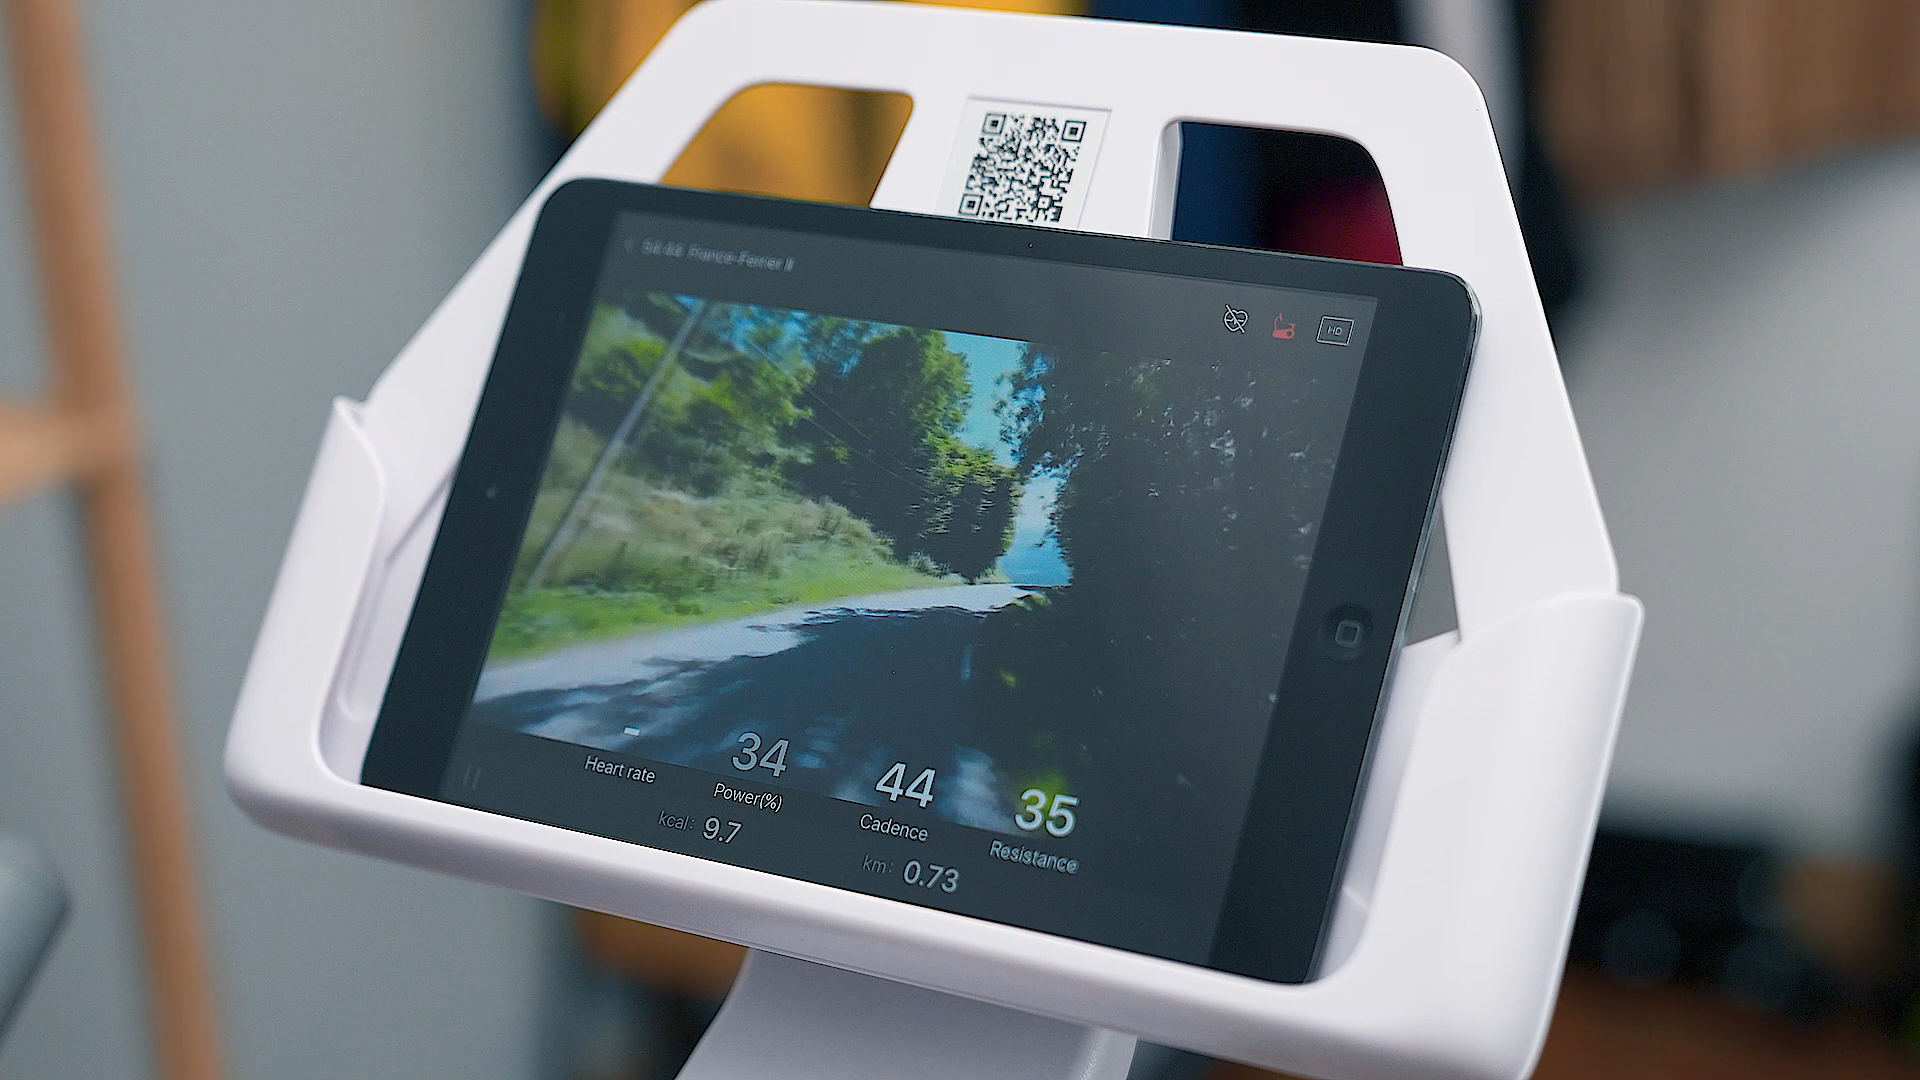 France-Ferrier II
HD
-
Heart rate
34
Power(%)
44
Cadence
35
Resistance
kcal: 9.7
km: 0.73